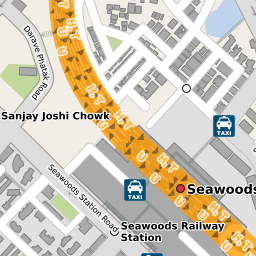 Darave Phatak
Road
Sanjay Joshi Chowk
TAXI
Seawoods
TAXI
Seawoods Station Road
Seawoods Railway
Station